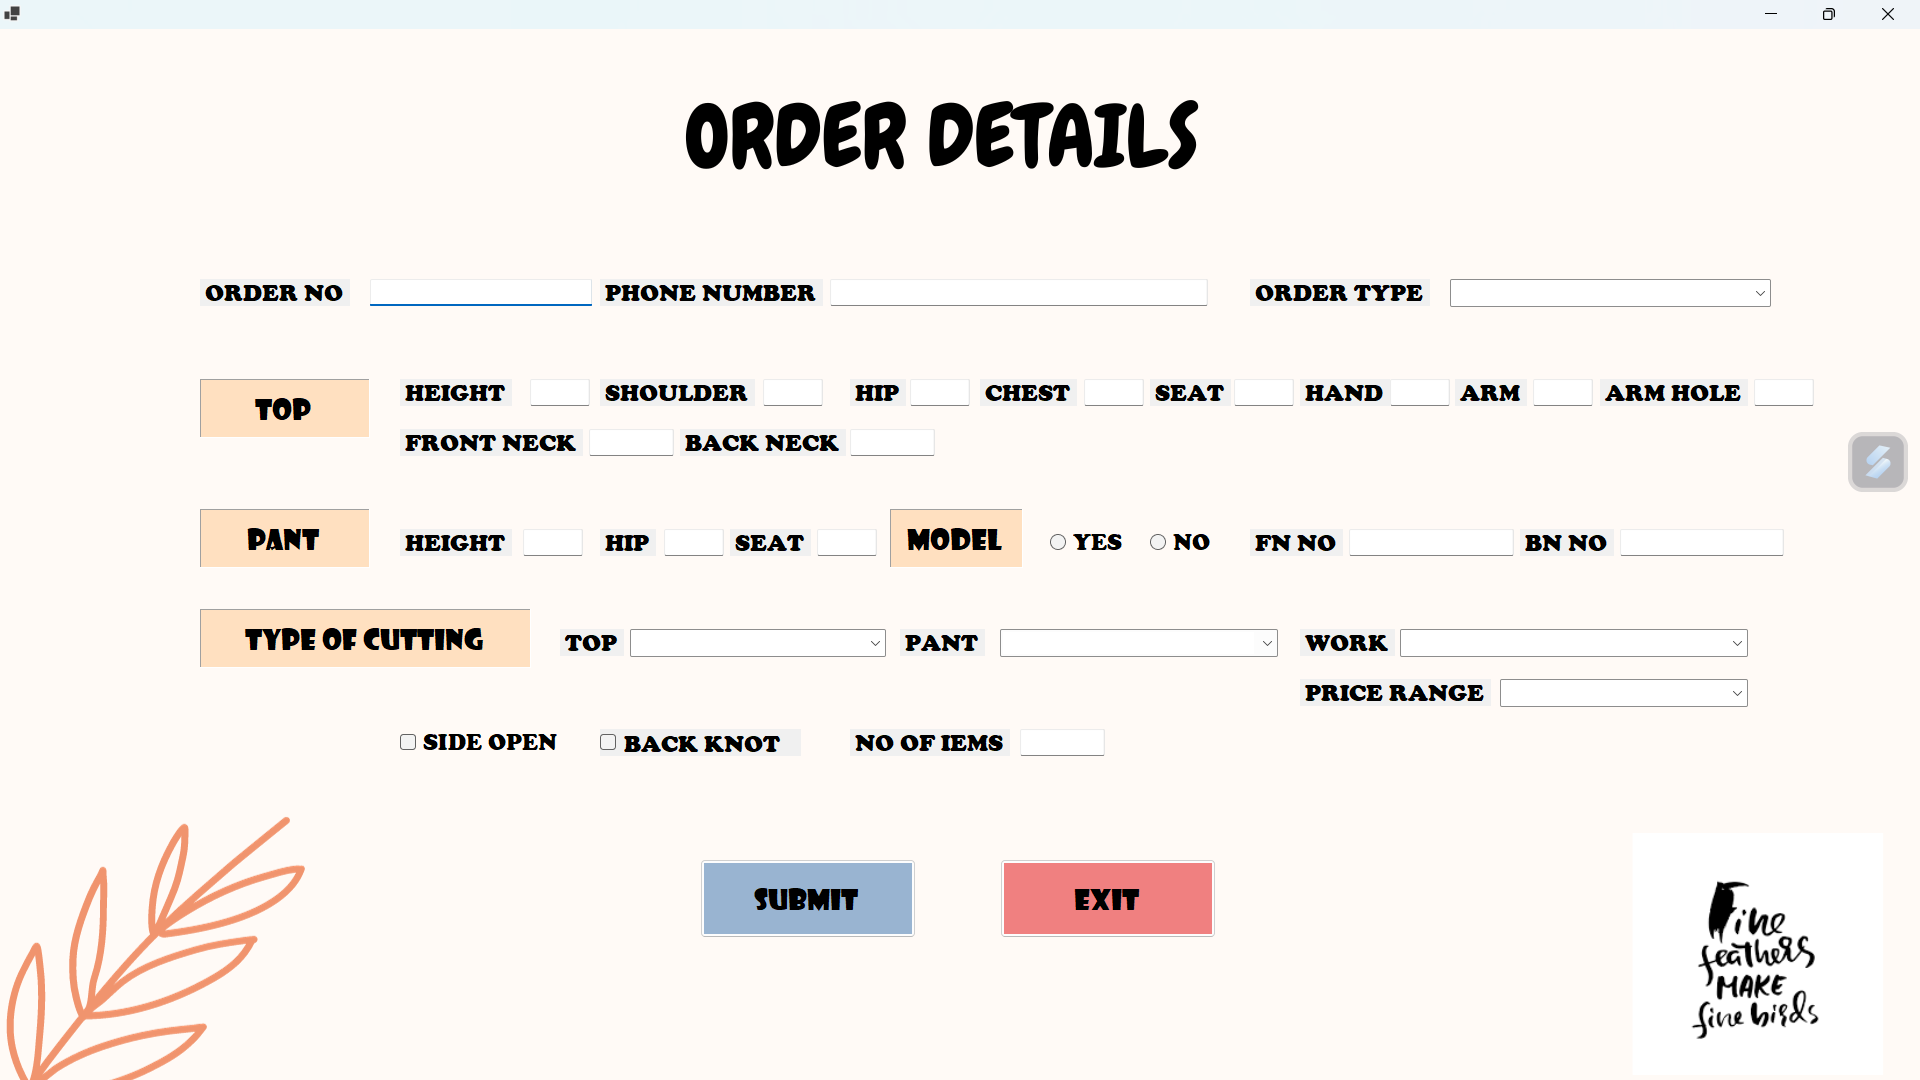 ORDER DETAILS
ORDER NO PHONE NUMBER ORDER TYPE
TOP HEIGHT SHOULDER HIP CHEST SEAT HAND ARM ARM HOLE
FRONT NECK BACK NECK
PANT HEIGHT HIP SEAT MODEL YES NO FN NO BN NO
TYPE OF CUTTING TOP PANT WORK
PRICE RANGE
SIDE OPEN BACK KNOT NO OF IEMS
SUBMIT EXIT
Fine
feathers
MAKE
fine birds